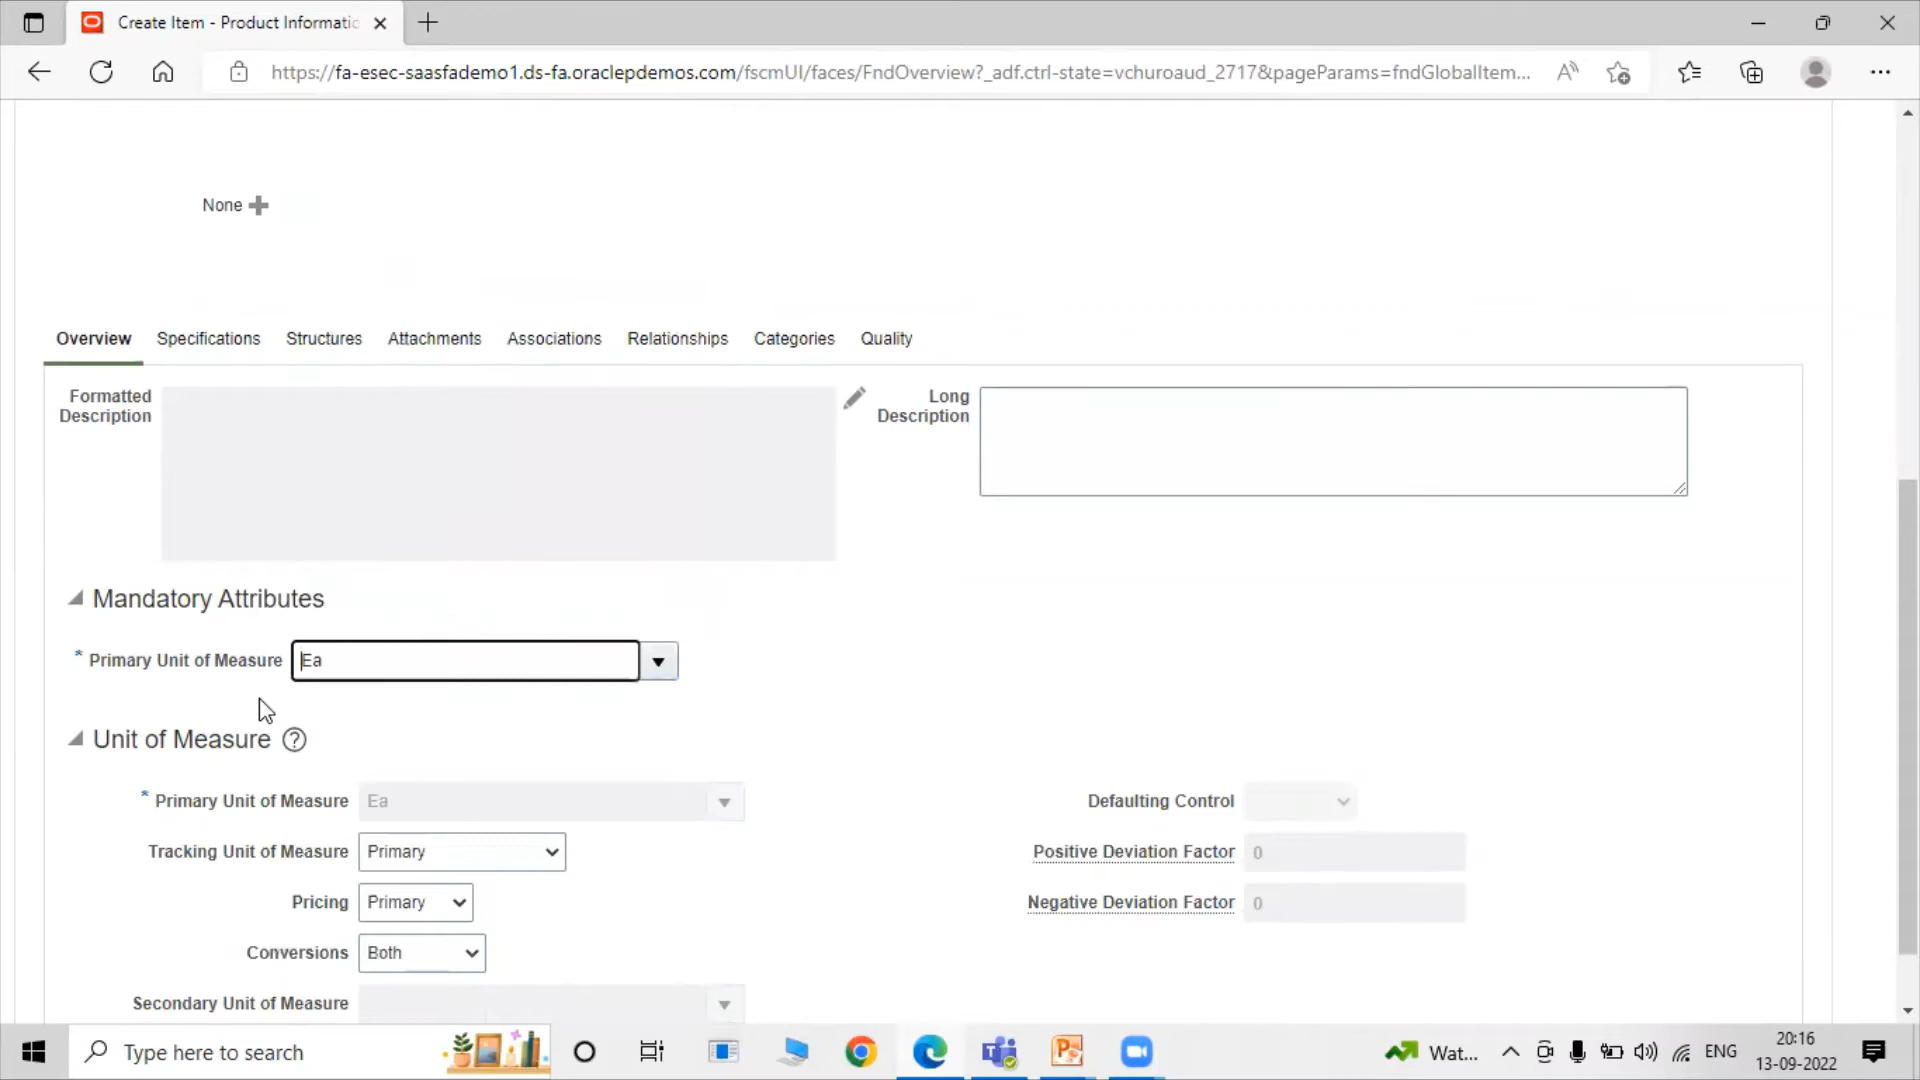 Create Item - Product Informatio
https://fa-esec-saasfademo1.ds-fa.oraclepdemos.com/fscmUI/faces/FndOverview?_adf.ctrl-state=vchuroaud_2717&pageParams=fndGlobalItem...
None
Overview Specifications Structures Attachments Associations Relationships Categories Quality
Formatted Description
Long Description
Mandatory Attributes
* Primary Unit of Measure Ea
Unit of Measure ?
* Primary Unit of Measure Ea
Defaulting Control
Tracking Unit of Measure Primary
Positive Deviation Factor 0
Pricing Primary
Negative Deviation Factor 0
Conversions Both
Secondary Unit of Measure
Type here to search
Wat...
ENG
20:16
13-09-2022